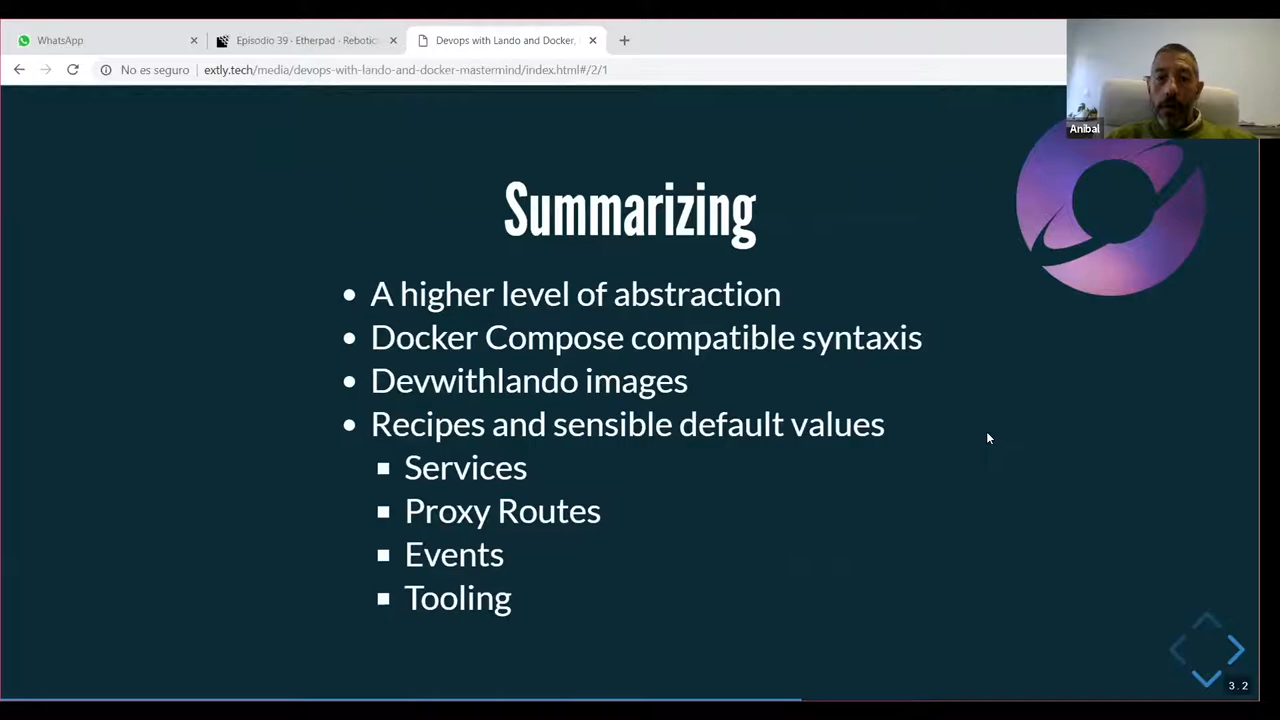 WhatsApp
Episodio 39 - Etherpad - Robotic
Devops with Lando and Docker,
No es seguro
extly.tech/media/devops-with-lando-and-docker-mastermind/index.html#/2/1
Anibal
Summarizing
A higher level of abstraction
Docker Compose compatible syntaxis
Devwithlando images
Recipes and sensible default values
Services
Proxy Routes
Events
Tooling
3.2